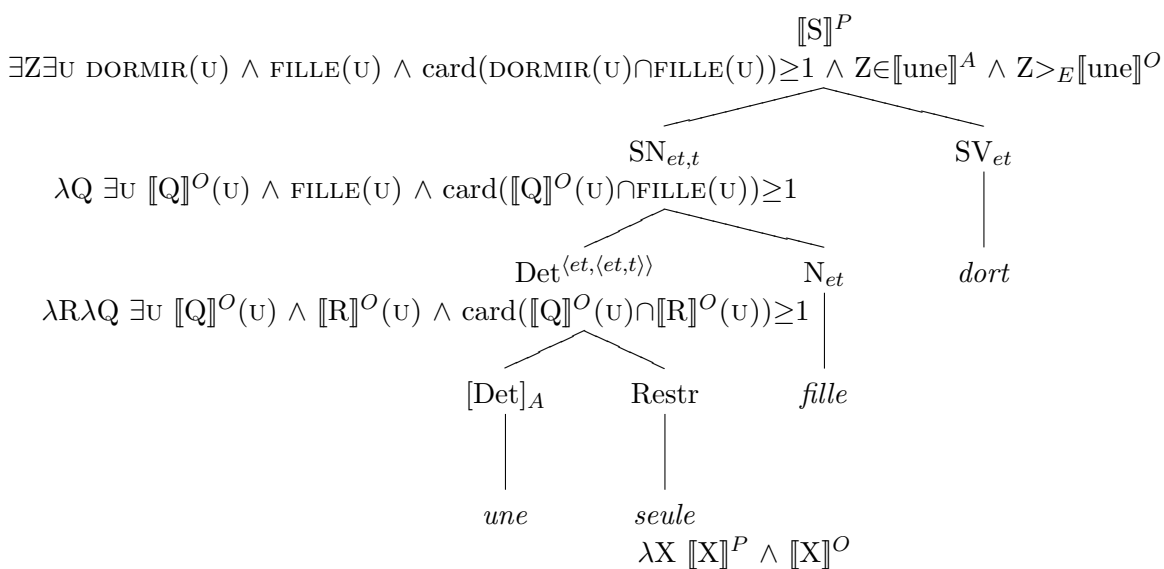 ⟦S⟧ᴾ
∃Z∃U DORMIR(U) ∧ FILLE(U) ∧ card(DORMIR(U)∩FILLE(U))≥1 ∧ Z∈⟦une⟧ᴬ ∧ Z>_E⟦une⟧ᴼ
SN_{et,t} SV_{et}
λQ ∃U ⟦Q⟧ᴼ(U) ∧ FILLE(U) ∧ card(⟦Q⟧ᴼ(U)∩FILLE(U))≥1
Det^{⟨et,⟨et,t⟩⟩} N_{et} dort
λRλQ ∃U ⟦Q⟧ᴼ(U) ∧ ⟦R⟧ᴼ(U) ∧ card(⟦Q⟧ᴼ(U)∩⟦R⟧ᴼ(U))≥1
[Det]_A Restr fille
une seule
λX ⟦X⟧ᴾ ∧ ⟦X⟧ᴼ